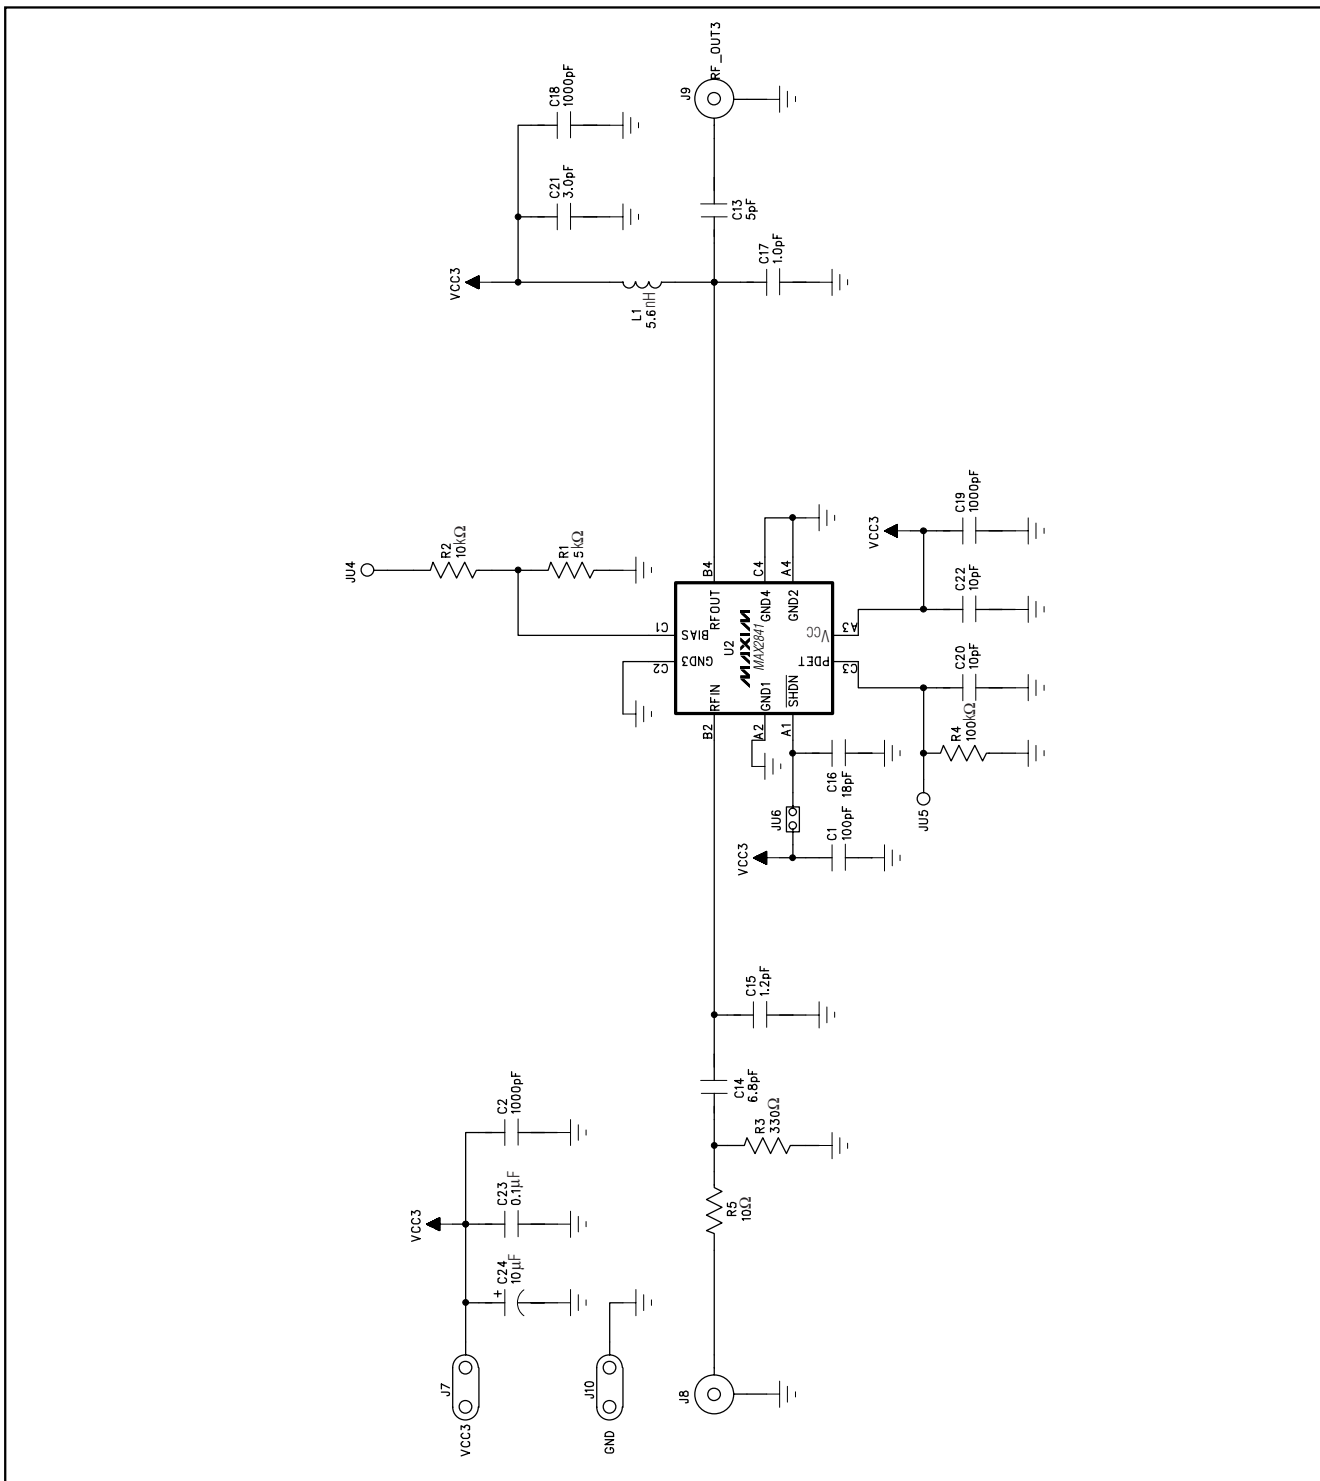 J9
RF_OUT3
C18
1000pF
C21
3.0pF
C13
5pF
C17
1.0pF
VCC3
L1
5.6nH
JU4
R2
10kΩ
R1
5kΩ
B4
C4
A4
C1
C2
BIAS
GND3
RFOUT
RFIN
U2
MAXIM
MAX2841
GND4
GND2
GND1
SHDN
VCC
PDET
A3
C3
B2
A2
A1
VCC3
C19
1000pF
C22
10pF
C20
10pF
R4
100kΩ
JU5
C16
18pF
JU6
C1
100pF
VCC3
C15
1.2pF
C14
6.8pF
R3
330Ω
R5
10Ω
J8
C2
1000pF
C23
0.1μF
VCC3
+
C24
10μF
J7
VCC3
J10
GND